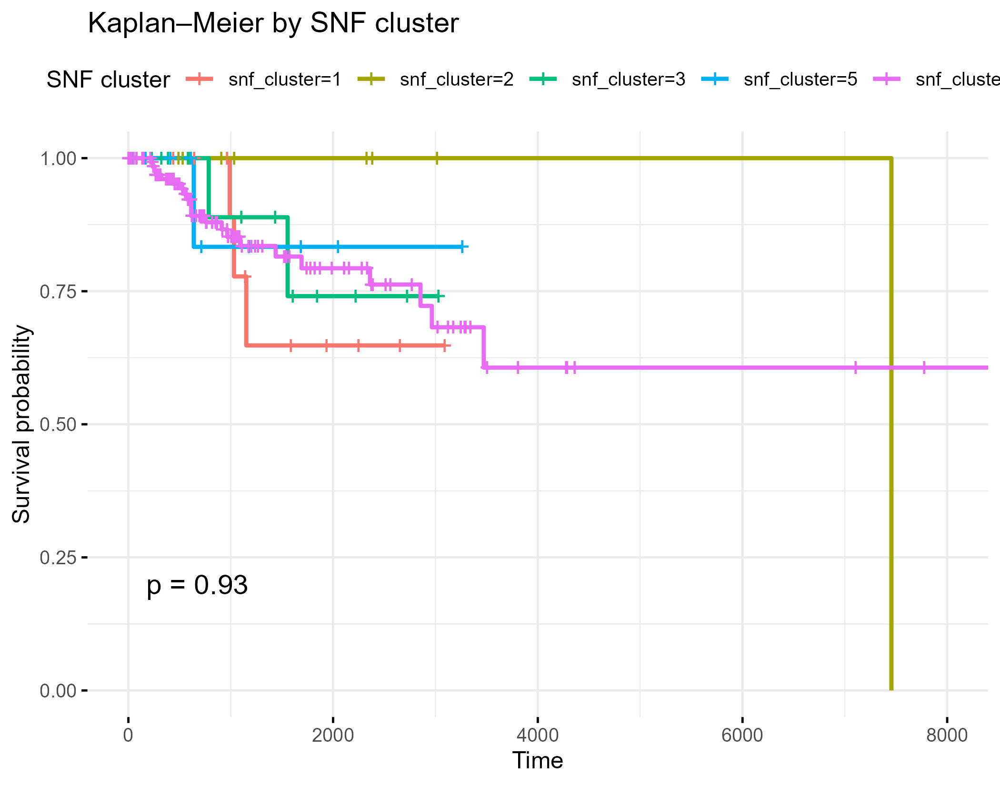 Kaplan–Meier by SNF cluster
SNF cluster snf_cluster=1 snf_cluster=2 snf_cluster=3 snf_cluster=5 snf_cluste
1.00
0.75
0.50
0.25
0.00
Survival probability
p = 0.93
0 2000 4000 6000 8000
Time